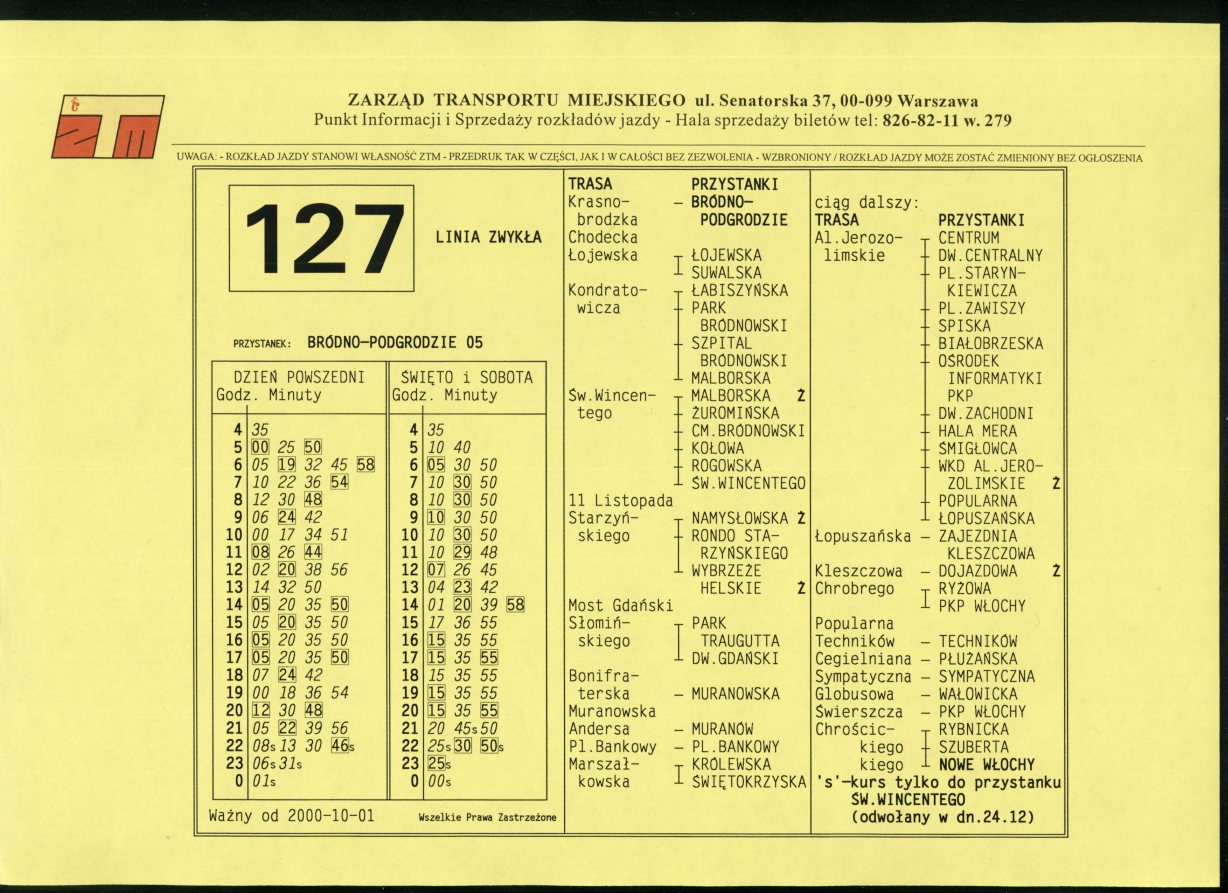 ZARZĄD TRANSPORTU MIEJSKIEGO ul. Senatorska 37, 00-099 Warszawa
Punkt Informacji i Sprzedaży rozkładów jazdy - Hala sprzedaży biletów tel: 826-82-11 w. 279
ZTM
UWAGA: - ROZKŁAD JAZDY STANOWI WŁASNOŚĆ ZTM - PRZEDRUK TAK W CZĘŚCI, JAK I W CAŁOŚCI BEZ ZEZWOLENIA - WZBRONIONY / ROZKŁAD JAZDY MOŻE ZOSTAĆ ZMIENIONY BEZ OGŁOSZENIA
127
LINIA ZWYKŁA
PRZYSTANEK: BRÓDNO-PODGRODZIE 05
DZIEŃ POWSZEDNI
Godz. Minuty
4 35
5 00 25 50
6 05 19 32 45 58
7 10 22 36 54
8 12 30 48
9 06 24 42
10 00 17 34 51
11 08 26 44
12 02 20 38 56
13 14 32 50
14 05 20 35 50
15 05 20 35 50
16 05 20 35 50
17 05 20 35 50
18 07 24 42
19 00 18 36 54
20 12 30 48
21 05 22 39 56
22 08s 13 30 46s
23 06s 31s
0 01s
ŚWIĘTO i SOBOTA
Godz. Minuty
4 35
5 10 40
6 05 30 50
7 10 30 50
8 10 30 50
9 10 30 50
10 10 30 50
11 10 29 48
12 07 26 45
13 04 23 42
14 01 20 39 58
15 17 36 55
16 15 35 55
17 15 35 55
18 15 35 55
19 15 35 55
20 15 35 55
21 20 45s 50
22 25s 30 50s
23 25s
0 00s
Ważny od 2000-10-01
Wszelkie Prawa Zastrzeżone
TRASA PRZYSTANKI
Krasno- – BRÓDNO-
brodzka PODGRODZIE
Chodecka
Łojewska ŁOJEWSKA
SUWALSKA
Kondrato- ŁABISZYŃSKA
wicza PARK
BRÓDNOWSKI
SZPITAL
BRÓDNOWSKI
MALBORSKA
Św.Wincen- MALBORSKA Ż
tego ŻUROMIŃSKA
CM.BRÓDNOWSKI
KOŁOWA
ROGOWSKA
ŚW.WINCENTEGO
11 Listopada
Starzyń- NAMYSŁOWSKA Ż
skiego RONDO STA-
RZYŃSKIEGO
WYBRZEŻE
HELSKIE Ż
Most Gdański
Słomiń- PARK
skiego TRAUGUTTA
DW.GDAŃSKI
Bonifra-
terska – MURANOWSKA
Muranowska
Andersa – MURANÓW
Pl.Bankowy – PL.BANKOWY
Marszał- KRÓLEWSKA
kowska ŚWIĘTOKRZYSKA
ciąg dalszy:
TRASA PRZYSTANKI
Al.Jerozo- CENTRUM
limskie DW.CENTRALNY
PL.STARYN-
KIEWICZA
PL.ZAWISZY
SPISKA
BIAŁOBRZESKA
OŚRODEK
INFORMATYKI
PKP
DW.ZACHODNI
HALA MERA
ŚMIGŁOWCA
WKD AL.JERO-
ZOLIMSKIE Ż
POPULARNA
ŁOPUSZAŃSKA
Łopuszańska – ZAJEZDNIA
KLESZCZOWA
Kleszczowa – DOJAZDOWA Ż
Chrobrego RYŻOWA
PKP WŁOCHY
Popularna
Techników – TECHNIKÓW
Cegielniana – PŁUŻAŃSKA
Sympatyczna – SYMPATYCZNA
Globusowa – WAŁOWICKA
Świerszcza – PKP WŁOCHY
Chrościc- RYBNICKA
kiego SZUBERTA
kiego NOWE WŁOCHY
's'–kurs tylko do przystanku
ŚW.WINCENTEGO
(odwołany w dn.24.12)